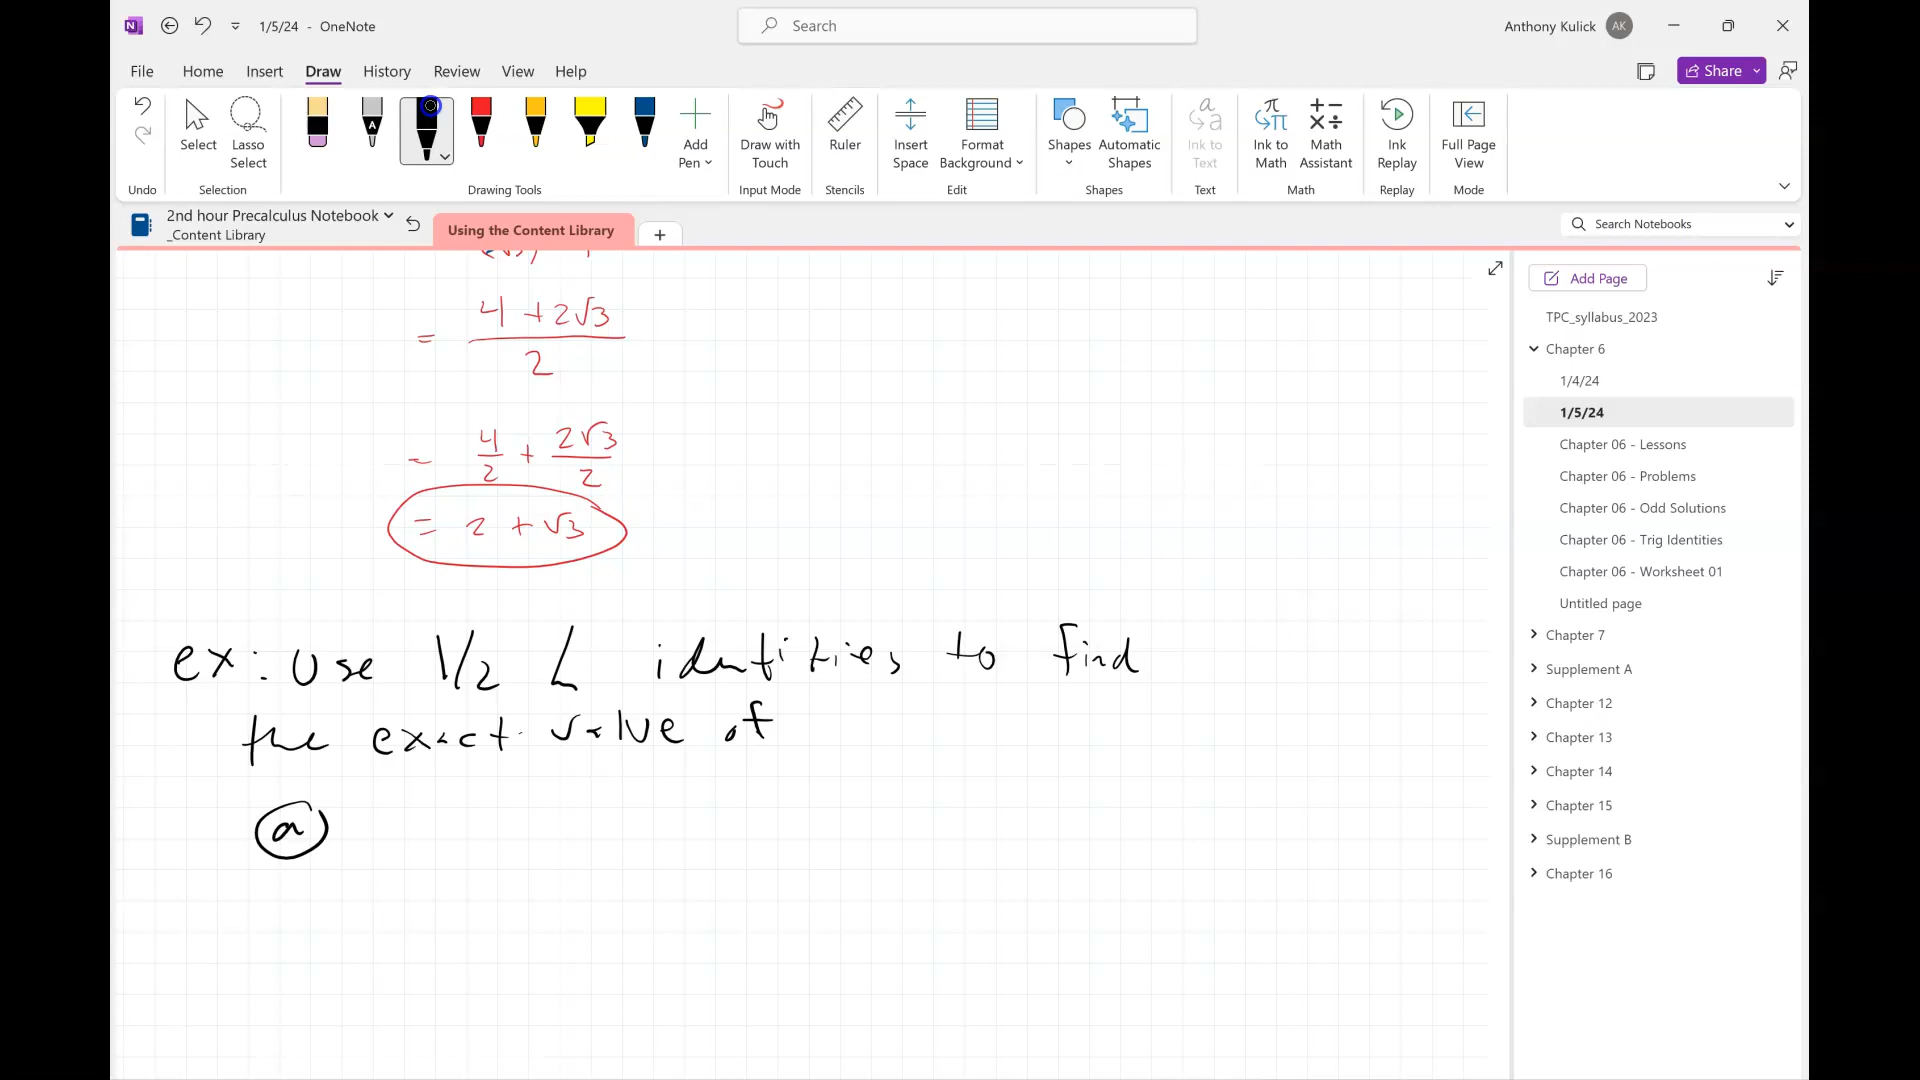 1/5/24 - OneNote
Search
Anthony Kulick AK
File Home Insert Draw History Review View Help
Share
A
Select
Lasso Select
Add Pen
Draw with Touch
Ruler
Insert Space
Format Background
Shapes
Automatic Shapes
Ink to Text
Ink to Math
Math Assistant
Ink Replay
Full Page View
Undo
Selection
Drawing Tools
Input Mode
Stencils
Edit
Shapes
Text
Math
Replay
Mode
2nd hour Precalculus Notebook
_Content Library
Using the Content Library
Search Notebooks
= 4 + 2√3
2
= 4/2 + 2√3/2
= 2 + √3
ex: Use 1/2 ∠ identities to find
the exact value of
(a)
Add Page
TPC_syllabus_2023
Chapter 6
1/4/24
1/5/24
Chapter 06 - Lessons
Chapter 06 - Problems
Chapter 06 - Odd Solutions
Chapter 06 - Trig Identities
Chapter 06 - Worksheet 01
Untitled page
Chapter 7
Supplement A
Chapter 12
Chapter 13
Chapter 14
Chapter 15
Supplement B
Chapter 16